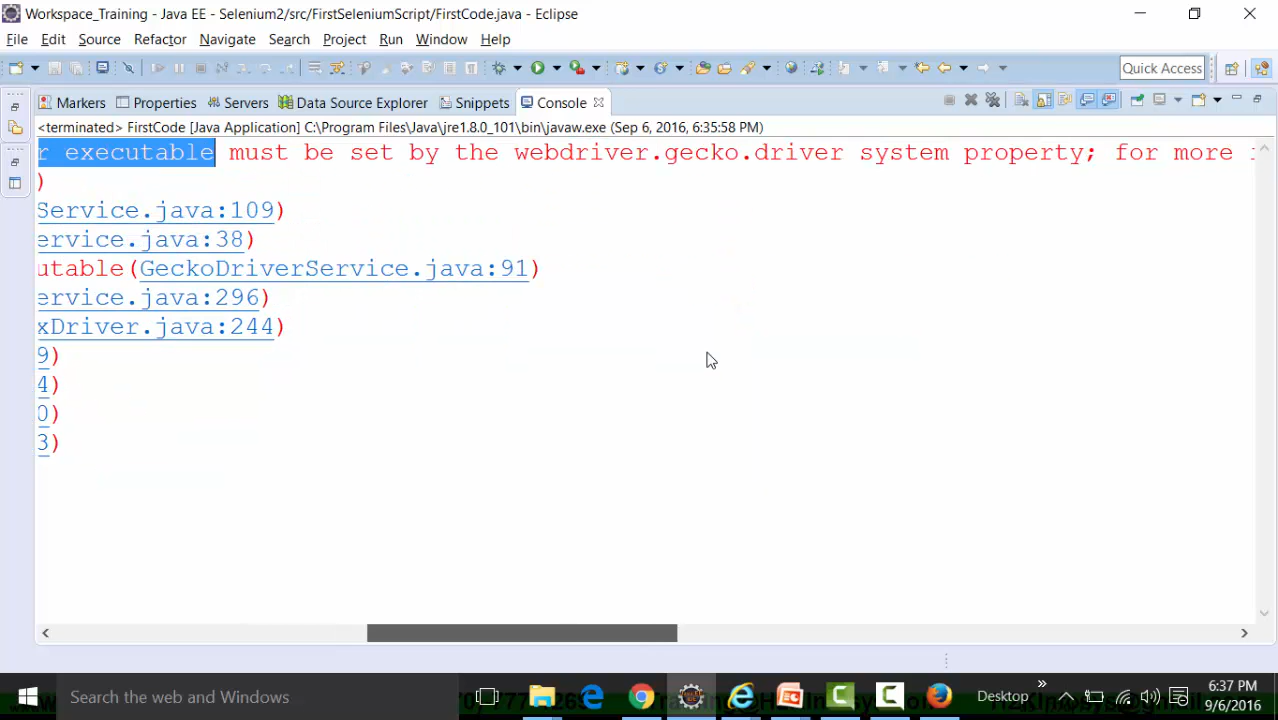 Workspace_Training - Java EE - Selenium2/src/FirstSeleniumScript/FirstCode.java - Eclipse
File Edit Source Refactor Navigate Search Project Run Window Help
Quick Access
Markers Properties Servers Data Source Explorer Snippets Console
<terminated> FirstCode [Java Application] C:\Program Files\Java\jre1.8.0_101\bin\javaw.exe (Sep 6, 2016, 6:35:58 PM)
r executable must be set by the webdriver.gecko.driver system property; for more
)
Service.java:109)
ervice.java:38)
utable(GeckoDriverService.java:91)
ervice.java:296)
xDriver.java:244)
9)
4)
0)
3)
Search the web and Windows
Desktop
6:37 PM
9/6/2016